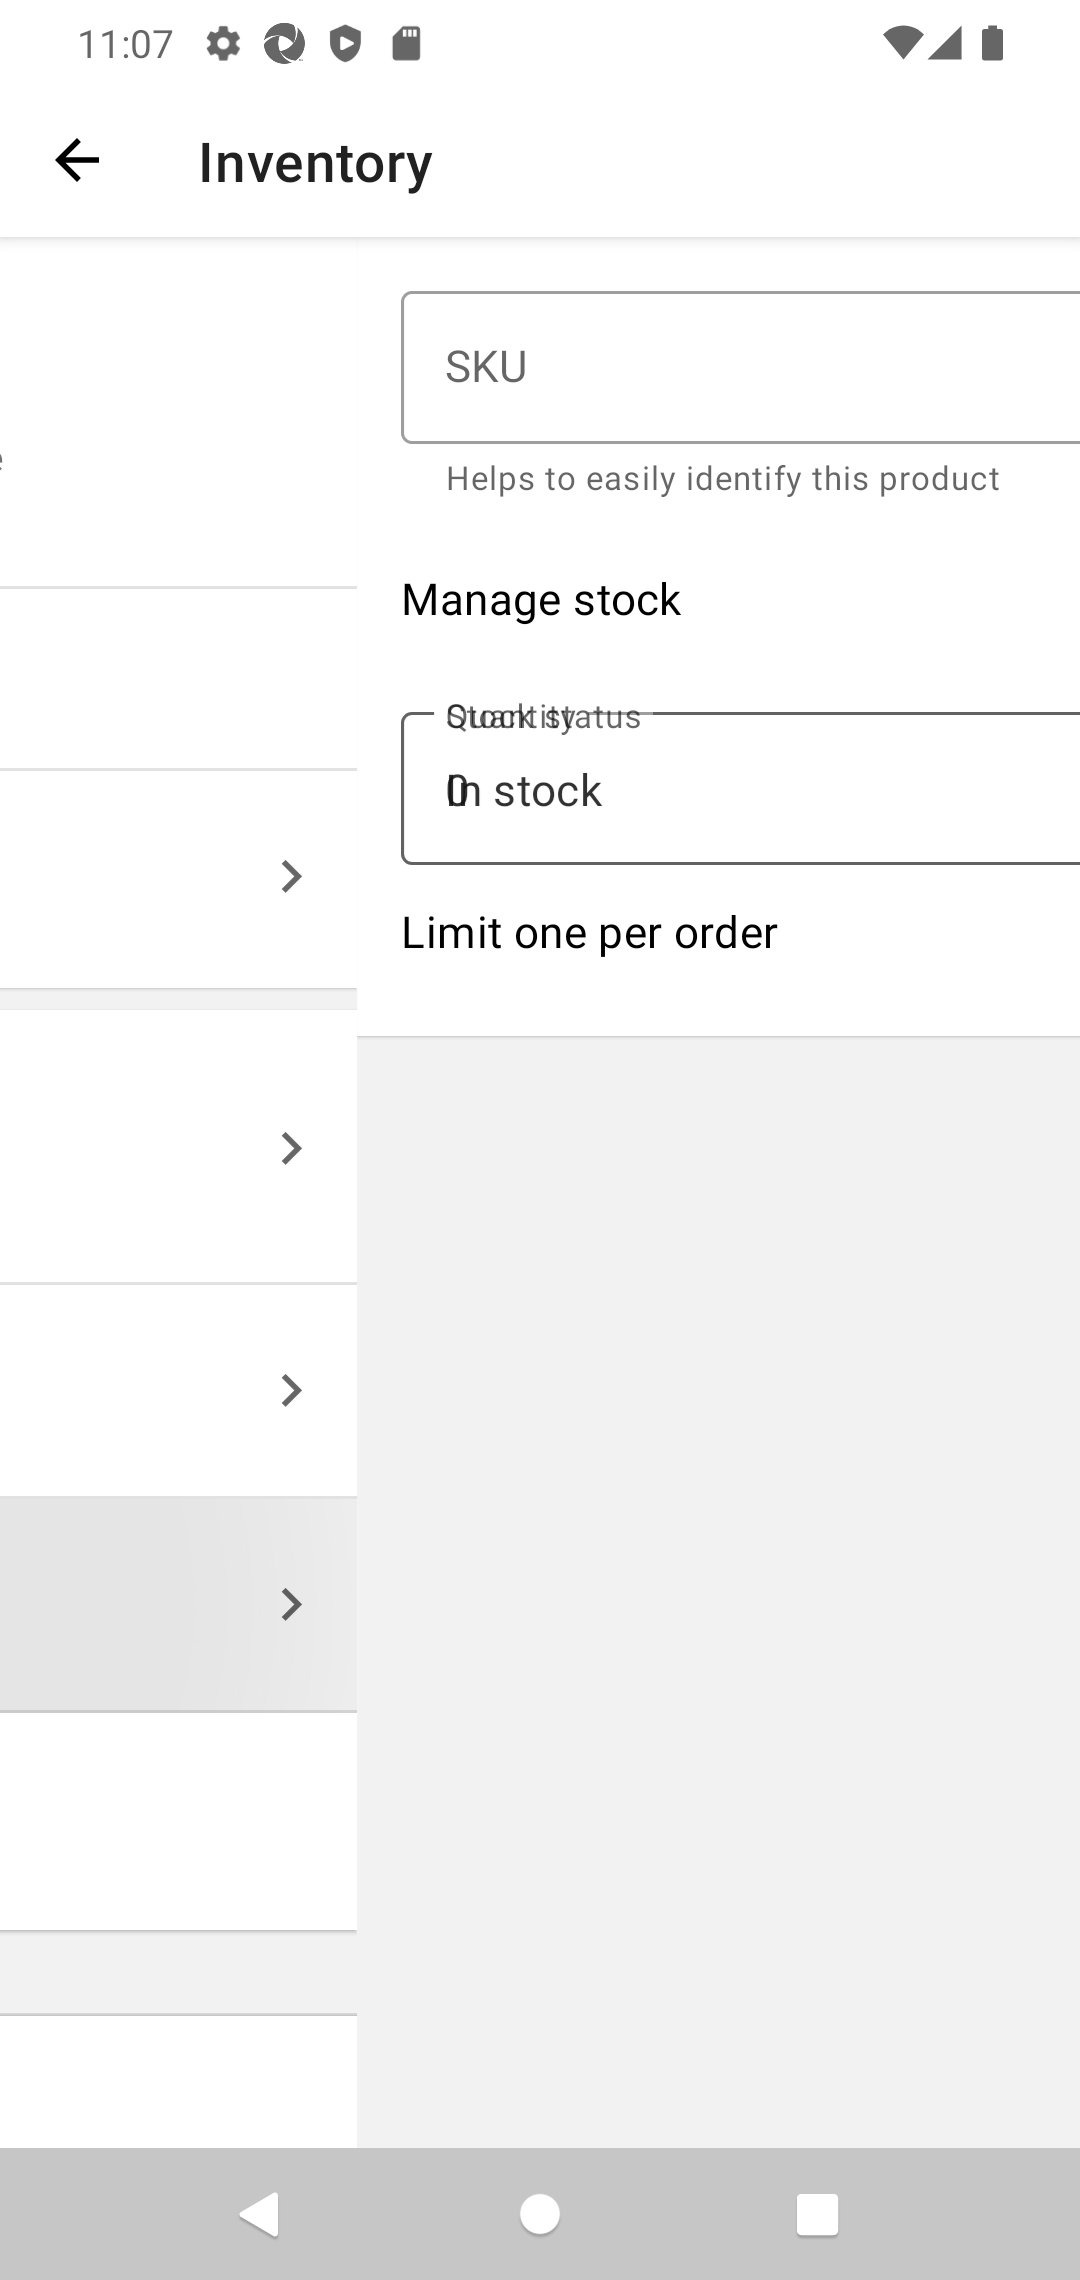 11:07
Inventory
SKU
Helps to easily identify this product
Manage stock
Stock status
Quantity
In stock
0
Limit one per order